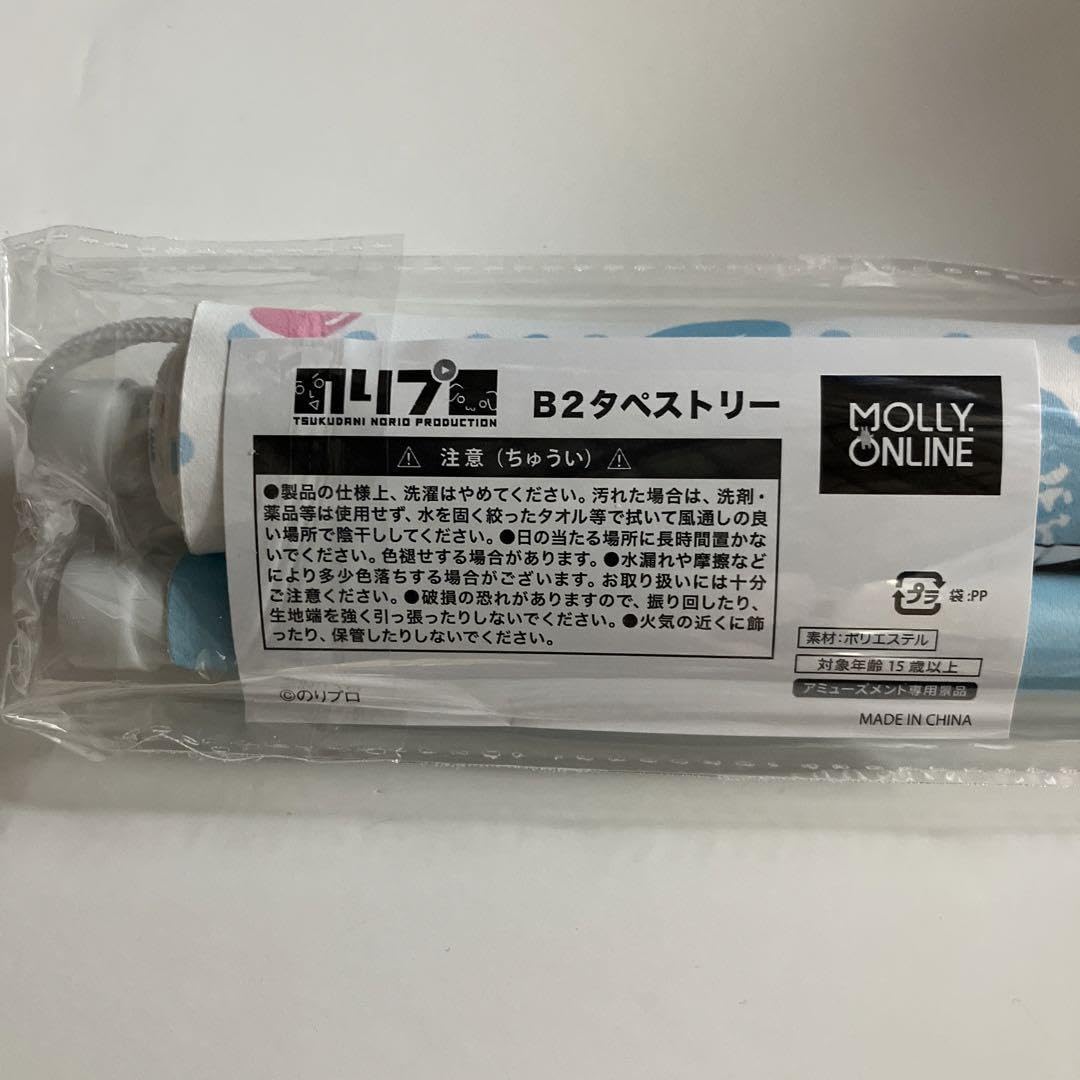 のりプロ
TSUKUDANI NORIO PRODUCTION
B2タペストリー
MOLLY.
ONLINE
注意（ちゅうい）
●製品の仕様上、洗濯はやめてください。汚れた場合は、洗剤・
薬品等は使用せず、水を固く絞ったタオル等で拭いて風通しの良
い場所で陰干ししてください。●日の当たる場所に長時間置かな
いでください。色褪せする場合があります。●水漏れや摩擦など
により多少色落ちする場合がございます。お取り扱いには十分
ご注意ください。●破損の恐れがありますので、振り回したり、
生地端を強く引っ張ったりしないでください。●火気の近くに飾
ったり、保管したりしないでください。
プラ 袋:PP
素材：ポリエステル
対象年齢15歳以上
アミューズメント専用景品
©のりプロ
MADE IN CHINA